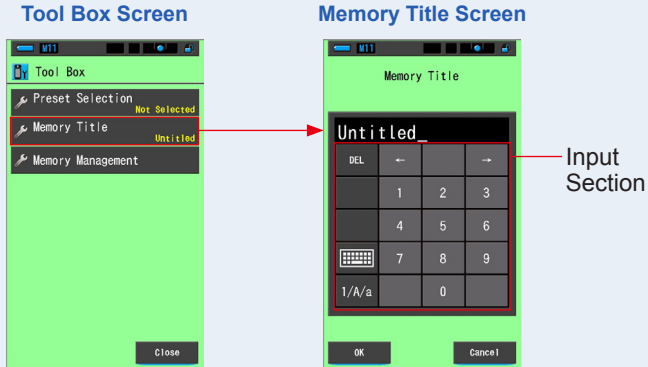 Tool Box Screen
M11
Tool Box
Preset Selection
Not Selected
Memory Title
Untitled
Memory Management
Close
Memory Title Screen
M11
Memory Title
Untitled_
DEL ← →
1 2 3
4 5 6
7 8 9
1/A/a 0
OK Cancel
Input
Section